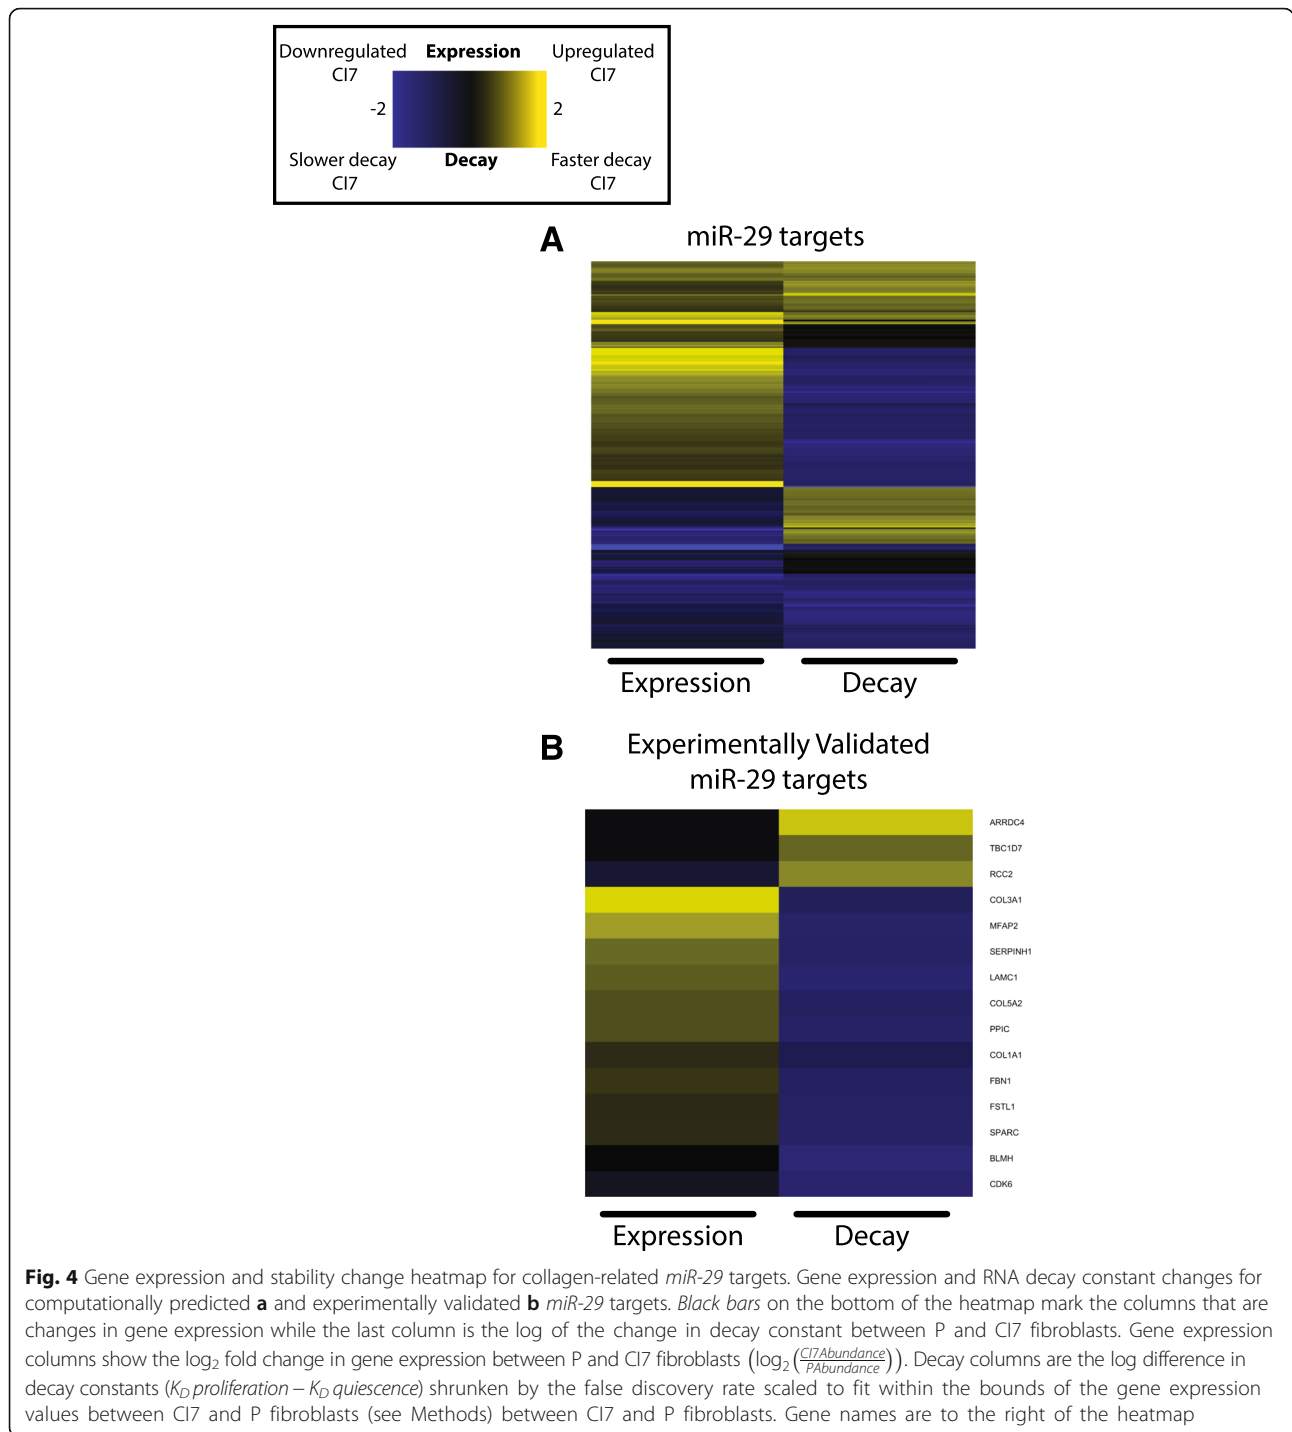 Downregulated Expression Upregulated
CI7 CI7
-2 2
Slower decay Decay Faster decay
CI7 CI7
A miR-29 targets
Expression Decay
B Experimentally Validated
miR-29 targets
ARRDC4
TBC1D7
RCC2
COL3A1
MFAP2
SERPINH1
LAMC1
COL5A2
PPIC
COL1A1
FBN1
FSTL1
SPARC
BLMH
CDK6
Expression Decay
Fig. 4 Gene expression and stability change heatmap for collagen-related miR-29 targets. Gene expression and RNA decay constant changes for
computationally predicted a and experimentally validated b miR-29 targets. Black bars on the bottom of the heatmap mark the columns that are
changes in gene expression while the last column is the log of the change in decay constant between P and CI7 fibroblasts. Gene expression
columns show the log₂ fold change in gene expression between P and CI7 fibroblasts (log₂(CI7Abundance/PAbundance)). Decay columns are the log difference in
decay constants (K_D proliferation – K_D quiescence) shrunken by the false discovery rate scaled to fit within the bounds of the gene expression
values between CI7 and P fibroblasts (see Methods) between CI7 and P fibroblasts. Gene names are to the right of the heatmap